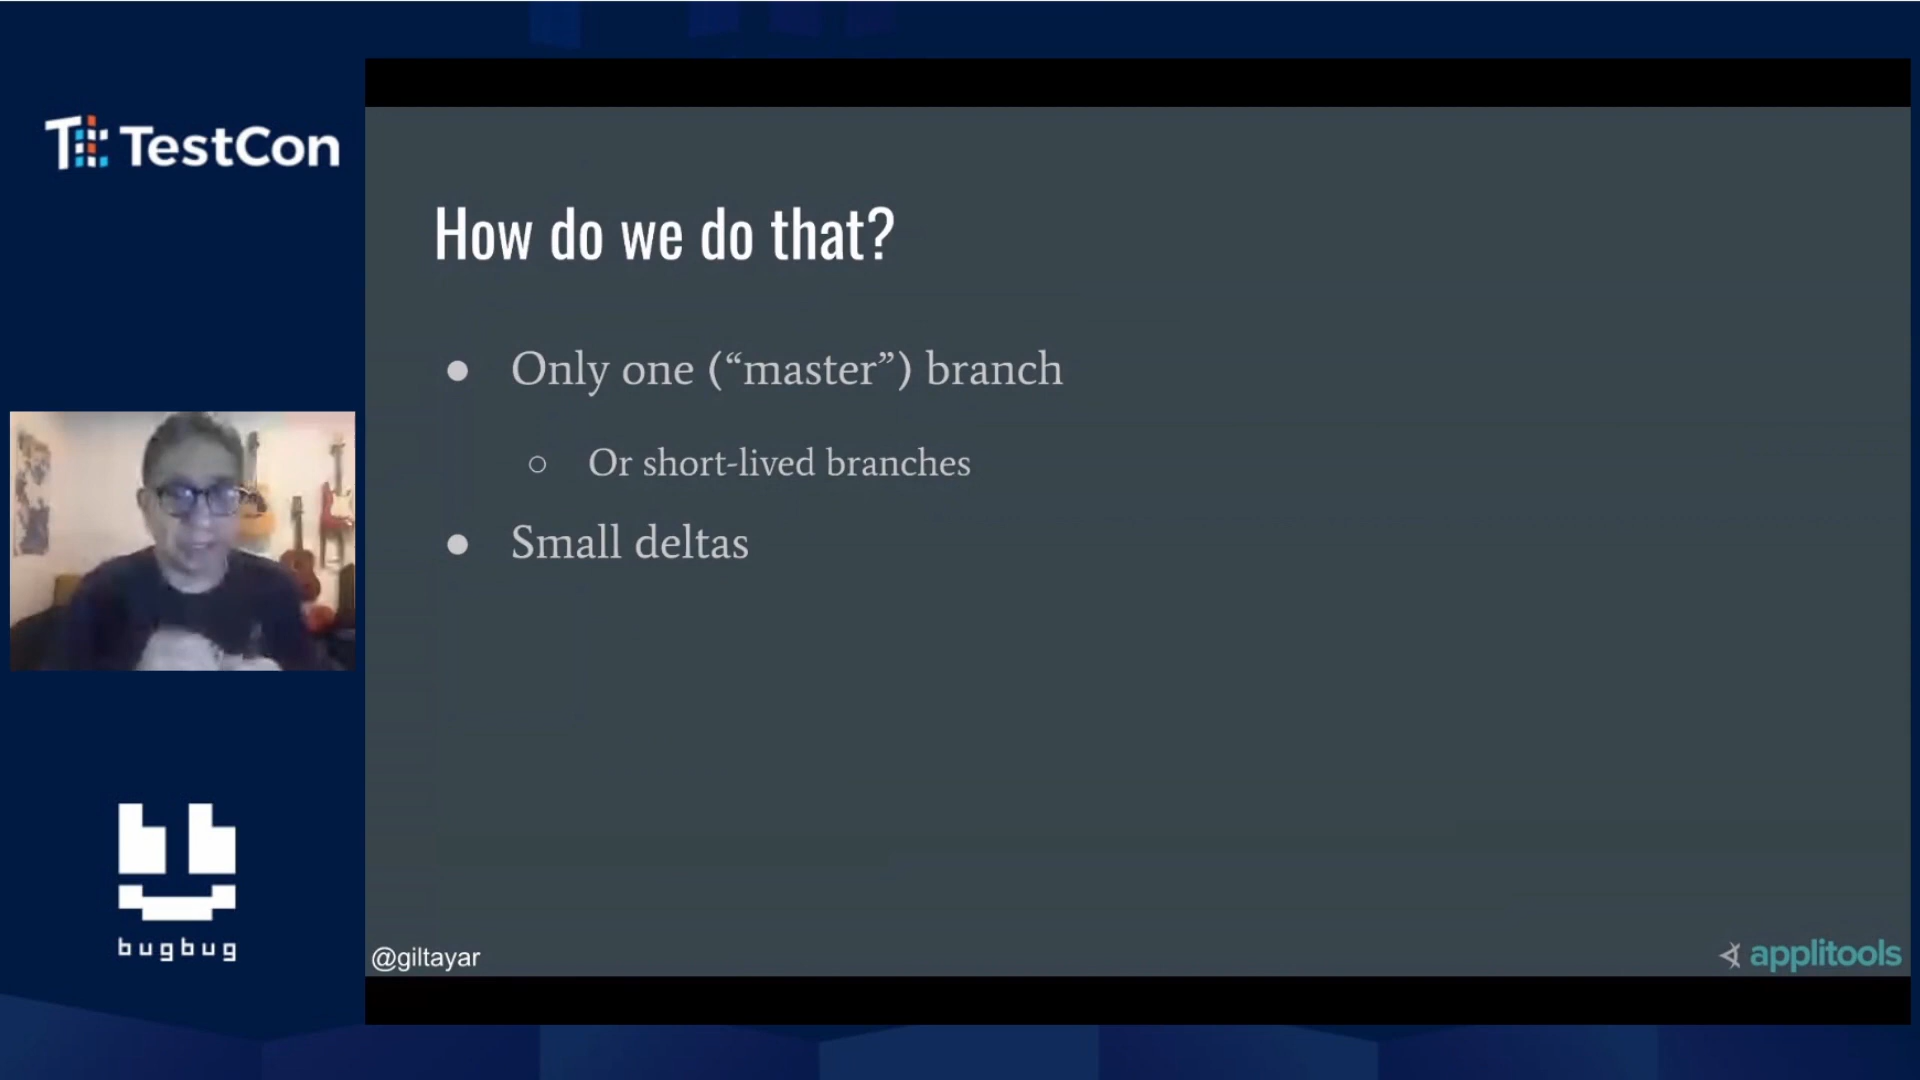 TestCon
How do we do that?
● Only one (“master”) branch
○ Or short-lived branches
● Small deltas
bugbug
@giltayar
applitools